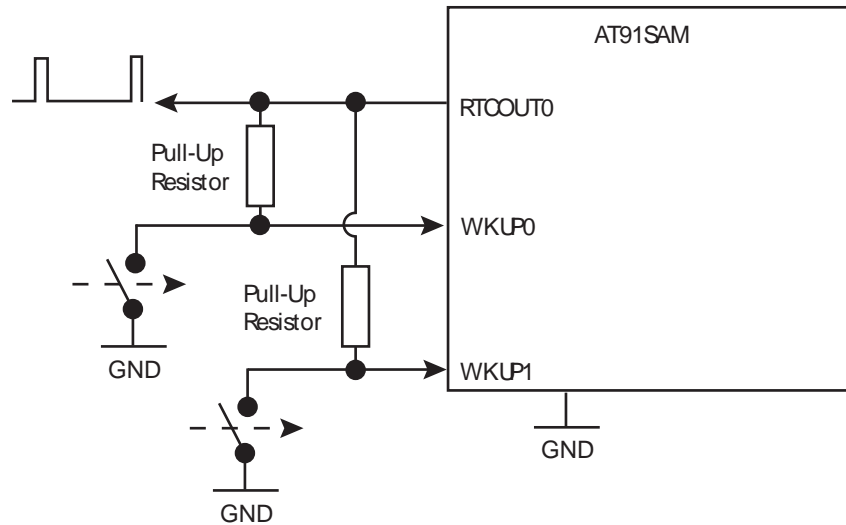 AT91SAM
RTCOUT0
Pull-Up
Resistor
WKUP0
Pull-Up
Resistor
GND
WKUP1
GND
GND